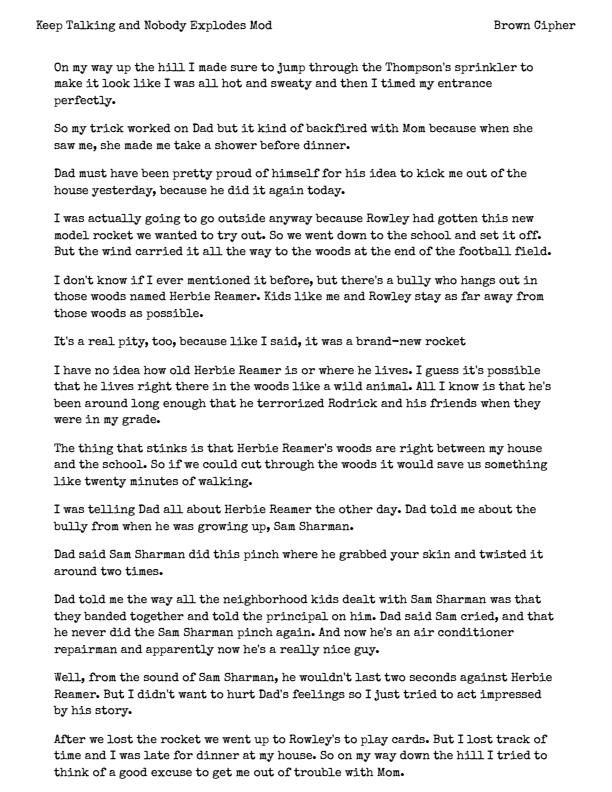 Keep Talking and Nobody Explodes Mod Brown Cipher
On my way up the hill I made sure to jump through the Thompson's sprinkler to
make it look like I was all hot and sweaty and then I timed my entrance
perfectly.
So my trick worked on Dad but it kind of backfired with Mom because when she
saw me, she made me take a shower before dinner.
Dad must have been pretty proud of himself for his idea to kick me out of the
house yesterday, because he did it again today.
I was actually going to go outside anyway because Rowley had gotten this new
model rocket we wanted to try out. So we went down to the school and set it off.
But the wind carried it all the way to the woods at the end of the football field.
I don't know if I ever mentioned it before, but there's a bully who hangs out in
those woods named Herbie Reamer. Kids like me and Rowley stay as far away from
those woods as possible.
It's a real pity, too, because like I said, it was a brand-new rocket
I have no idea how old Herbie Reamer is or where he lives. I guess it's possible
that he lives right there in the woods like a wild animal. All I know is that he's
been around long enough that he terrorized Rodrick and his friends when they
were in my grade.
The thing that stinks is that Herbie Reamer's woods are right between my house
and the school. So if we could cut through the woods it would save us something
like twenty minutes of walking.
I was telling Dad all about Herbie Reamer the other day. Dad told me about the
bully from when he was growing up, Sam Sharman.
Dad said Sam Sharman did this pinch where he grabbed your skin and twisted it
around two times.
Dad told me the way all the neighborhood kids dealt with Sam Sharman was that
they banded together and told the principal on him. Dad said Sam cried, and that
he never did the Sam Sharman pinch again. And now he's an air conditioner
repairman and apparently now he's a really nice guy.
Well, from the sound of Sam Sharman, he wouldn't last two seconds against Herbie
Reamer. But I didn't want to hurt Dad's feelings so I just tried to act impressed
by his story.
After we lost the rocket we went up to Rowley's to play cards. But I lost track of
time and I was late for dinner at my house. So on my way down the hill I tried to
think of a good excuse to get me out of trouble with Mom.